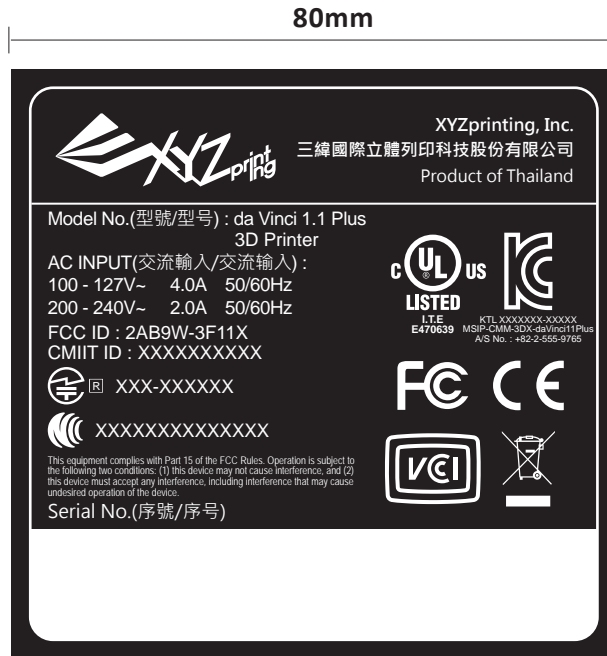 80mm
XYZprinting
XYZprinting, Inc.
三緯國際立體列印科技股份有限公司
Product of Thailand
Model No.(型號/型号) : da Vinci 1.1 Plus
3D Printer
AC INPUT(交流輸入/交流输入) :
100 - 127V~ 4.0A 50/60Hz
200 - 240V~ 2.0A 50/60Hz
FCC ID : 2AB9W-3F11X
CMIIT ID : XXXXXXXXXX
R XXX-XXXXXX
XXXXXXXXXXXXXX
This equipment complies with Part 15 of the FCC Rules. Operation is subject to
the following two conditions: (1) this device may not cause interference, and (2)
this device must accept any interference, including interference that may cause
undesired operation of the device.
Serial No.(序號/序号)
C UL US
LISTED
I.T.E
E470639
KC
KTL XXXXXXX-XXXXX
MSIP-CMM-3DX-daVinci11Plus
A/S No. : +82-2-555-9765
FC CE
VCI